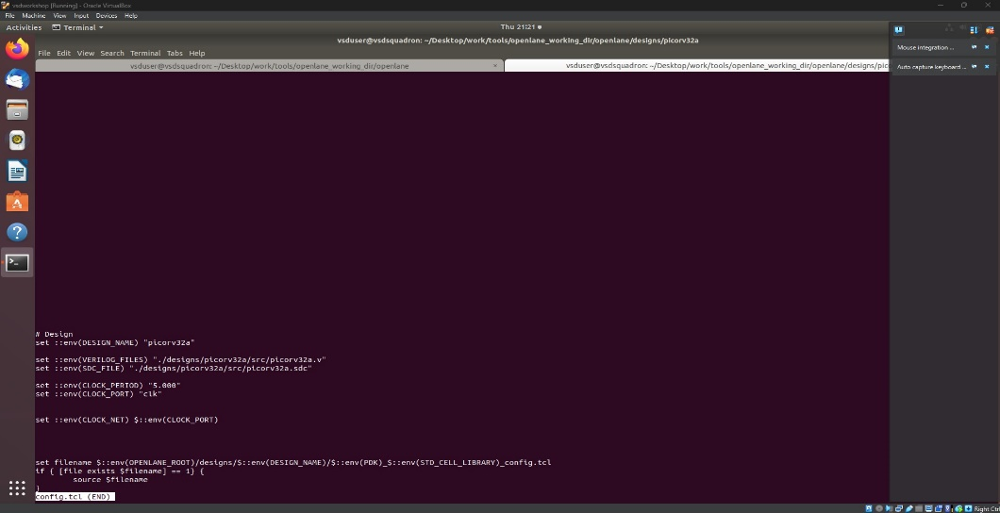 vsdworkshop [Running] - Oracle VirtualBox
File Machine View Input Devices Help
Activities Terminal Thu 21:21
vsduser@vsdsquadron: ~/Desktop/work/tools/openlane_working_dir/openlane/designs/picorv32a
File Edit View Search Terminal Tabs Help
vsduser@vsdsquadron: ~/Desktop/work/tools/openlane_working_dir/openlane × vsduser@vsdsquadron: ~/Desktop/work/tools/openlane_working_dir/openlane/designs/pic
Mouse integration ...
Auto capture keyboard ...
# Design
set ::env(DESIGN_NAME) "picorv32a"
set ::env(VERILOG_FILES) "./designs/picorv32a/src/picorv32a.v"
set ::env(SDC_FILE) "./designs/picorv32a/src/picorv32a.sdc"
set ::env(CLOCK_PERIOD) "5.000"
set ::env(CLOCK_PORT) "clk"
set ::env(CLOCK_NET) $::env(CLOCK_PORT)
set filename $::env(OPENLANE_ROOT)/designs/$::env(DESIGN_NAME)/$::env(PDK)_$::env(STD_CELL_LIBRARY)_config.tcl
if { [file exists $filename] == 1} {
source $filename
}
config.tcl (END)
Right Ctrl